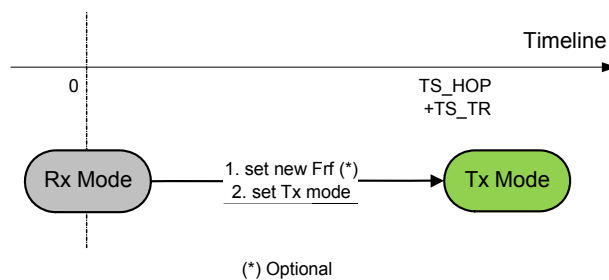 Timeline
0
TS_HOP
+TS_TR
Rx Mode
1. set new Frf (*)
2. set Tx mode
Tx Mode
(*) Optional